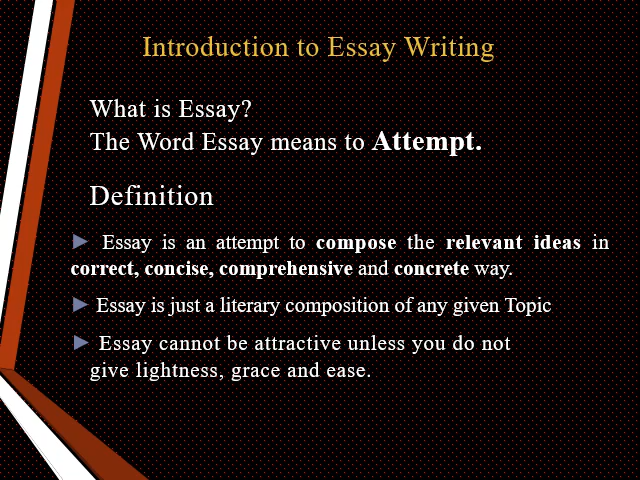 Introduction to Essay Writing
What is Essay?
The Word Essay means to Attempt.
Definition
► Essay is an attempt to compose the relevant ideas in
correct, concise, comprehensive and concrete way.
► Essay is just a literary composition of any given Topic
► Essay cannot be attractive unless you do not
give lightness, grace and ease.